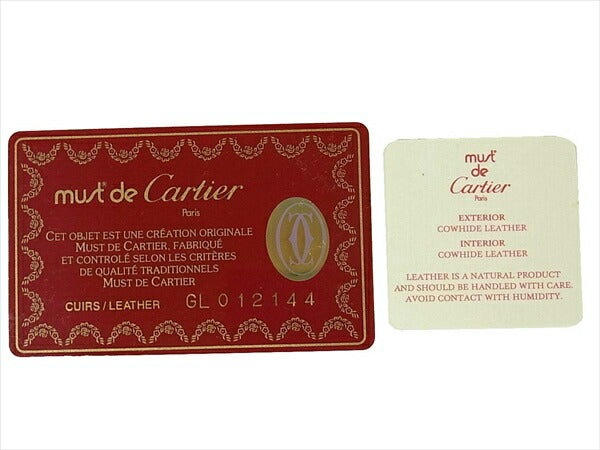 must de Cartier
Paris
CET OBJET EST UNE CRÉATION ORIGINALE
MUST DE CARTIER, FABRIQUÉ
ET CONTROLÉ SELON LES CRITÈRES
DE QUALITÉ TRADITIONNELS
MUST DE CARTIER
CUIRS / LEATHER GL 012144
must
de
Cartier
Paris
EXTERIOR
COWHIDE LEATHER
INTERIOR
COWHIDE LEATHER
LEATHER IS A NATURAL PRODUCT
AND SHOULD BE HANDLED WITH CARE.
AVOID CONTACT WITH HUMIDITY.